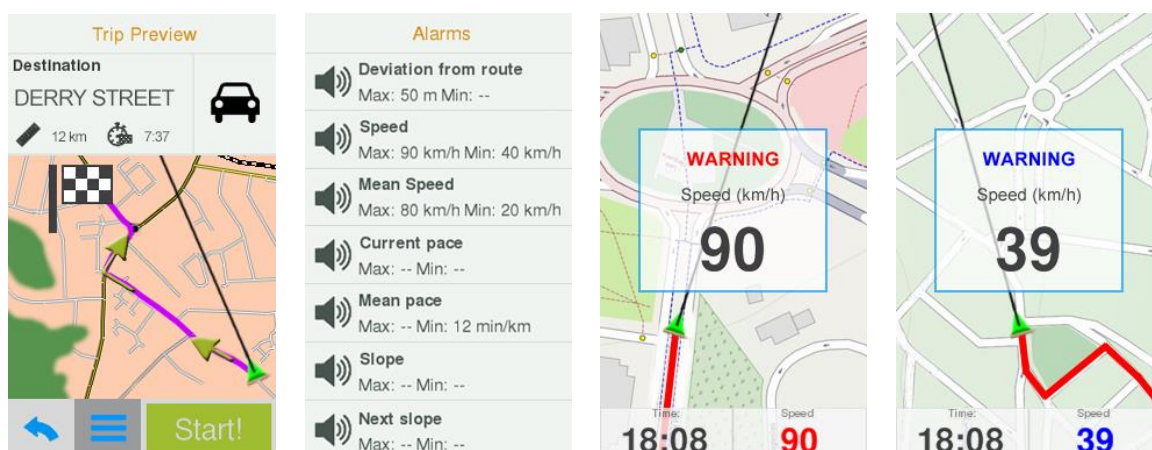 Trip Preview
Destination
DERRY STREET
12 km 7:37
Start!
Alarms
Deviation from route
Max: 50 m Min: --
Speed
Max: 90 km/h Min: 40 km/h
Mean Speed
Max: 80 km/h Min: 20 km/h
Current pace
Max: -- Min: --
Mean pace
Max: -- Min: 12 min/km
Slope
Max: -- Min: --
Next slope
Max: -- Min: --
WARNING
Speed (km/h)
90
Time: Speed
18:08 90
WARNING
Speed (km/h)
39
Time: Speed
18:08 39